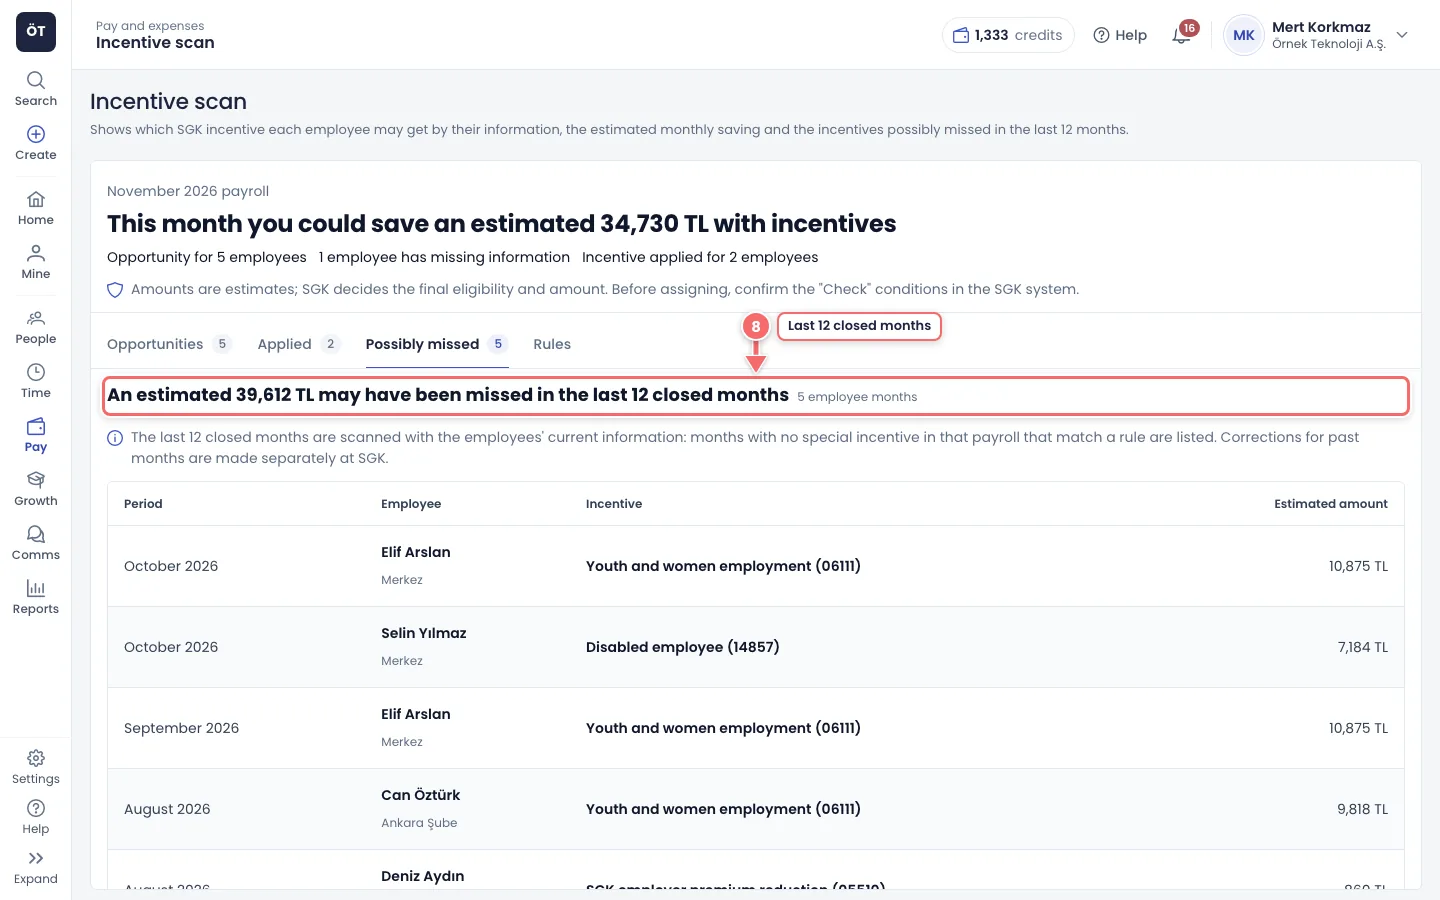 ÖT
Search
Create
Home
Mine
People
Time
Pay
Growth
Comms
Reports
Settings
Help
Expand
Pay and expenses
Incentive scan
1,333 credits
Help
16
MK
Mert Korkmaz
Örnek Teknoloji A.Ş.
Incentive scan
Shows which SGK incentive each employee may get by their information, the estimated monthly saving and the incentives possibly missed in the last 12 months.
November 2026 payroll
This month you could save an estimated 34,730 TL with incentives
Opportunity for 5 employees 1 employee has missing information Incentive applied for 2 employees
Amounts are estimates; SGK decides the final eligibility and amount. Before assigning, confirm the "Check" conditions in the SGK system.
8 Last 12 closed months
Opportunities 5 Applied 2 Possibly missed 5 Rules
An estimated 39,612 TL may have been missed in the last 12 closed months 5 employee months
The last 12 closed months are scanned with the employees' current information: months with no special incentive in that payroll that match a rule are listed. Corrections for past
months are made separately at SGK.
Period Employee Incentive Estimated amount
October 2026 Elif Arslan Merkez Youth and women employment (06111) 10,875 TL
October 2026 Selin Yılmaz Merkez Disabled employee (14857) 7,184 TL
September 2026 Elif Arslan Merkez Youth and women employment (06111) 10,875 TL
August 2026 Can Öztürk Ankara Şube Youth and women employment (06111) 9,818 TL
August 2026 Deniz Aydın SGK employer premium reduction (05510) 860 TL